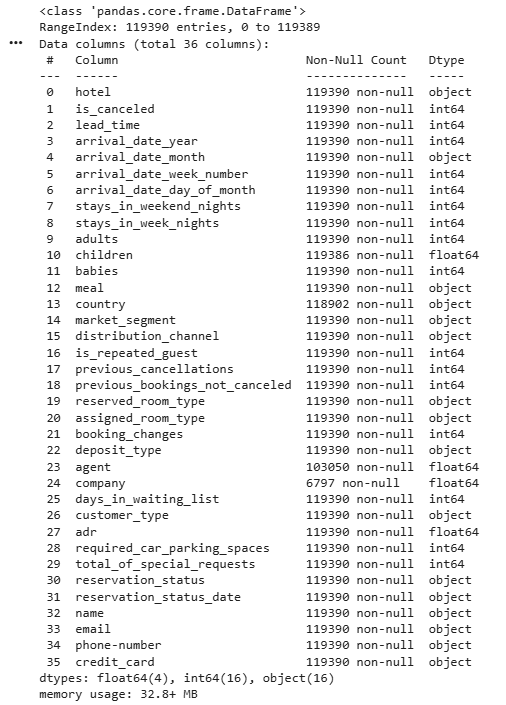 <class 'pandas.core.frame.DataFrame'>
RangeIndex: 119390 entries, 0 to 119389
••• Data columns (total 36 columns):
 #   Column                          Non-Null Count   Dtype
---  ------                          --------------   -----
 0   hotel                           119390 non-null  object
 1   is_canceled                     119390 non-null  int64
 2   lead_time                       119390 non-null  int64
 3   arrival_date_year               119390 non-null  int64
 4   arrival_date_month              119390 non-null  object
 5   arrival_date_week_number        119390 non-null  int64
 6   arrival_date_day_of_month       119390 non-null  int64
 7   stays_in_weekend_nights         119390 non-null  int64
 8   stays_in_week_nights            119390 non-null  int64
 9   adults                          119390 non-null  int64
 10  children                        119386 non-null  float64
 11  babies                          119390 non-null  int64
 12  meal                            119390 non-null  object
 13  country                         118902 non-null  object
 14  market_segment                  119390 non-null  object
 15  distribution_channel            119390 non-null  object
 16  is_repeated_guest               119390 non-null  int64
 17  previous_cancellations          119390 non-null  int64
 18  previous_bookings_not_canceled  119390 non-null  int64
 19  reserved_room_type              119390 non-null  object
 20  assigned_room_type              119390 non-null  object
 21  booking_changes                 119390 non-null  int64
 22  deposit_type                    119390 non-null  object
 23  agent                           103050 non-null  float64
 24  company                         6797 non-null    float64
 25  days_in_waiting_list            119390 non-null  int64
 26  customer_type                   119390 non-null  object
 27  adr                             119390 non-null  float64
 28  required_car_parking_spaces     119390 non-null  int64
 29  total_of_special_requests       119390 non-null  int64
 30  reservation_status              119390 non-null  object
 31  reservation_status_date         119390 non-null  object
 32  name                            119390 non-null  object
 33  email                           119390 non-null  object
 34  phone-number                    119390 non-null  object
 35  credit_card                     119390 non-null  object
dtypes: float64(4), int64(16), object(16)
memory usage: 32.8+ MB